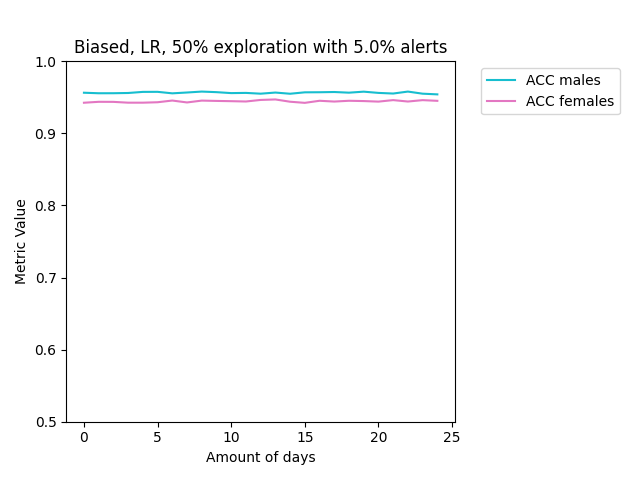 Biased, LR, 50% exploration with 5.0% alerts
ACC males
ACC females
1.0
0.9
0.8
0.7
0.6
0.5
Metric Value
0 5 10 15 20 25
Amount of days